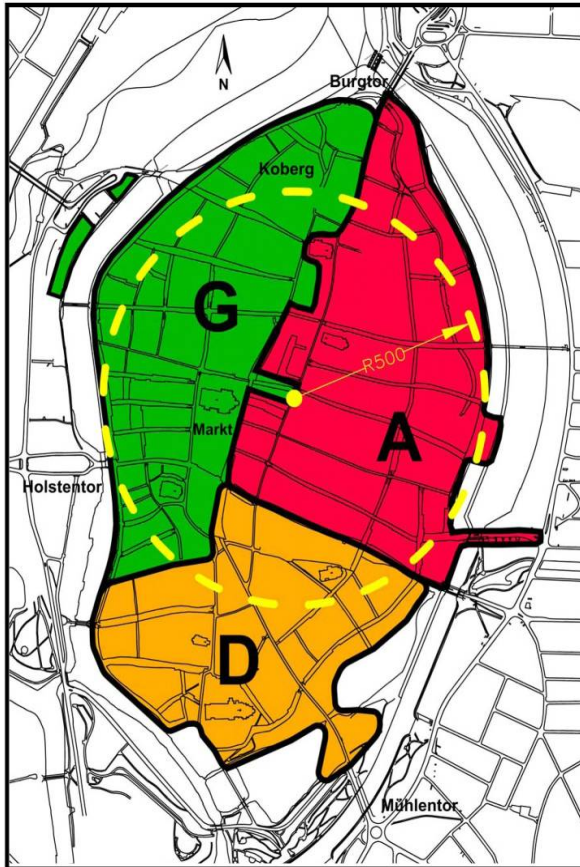 Burgtor
N
Koberg
G
R500
Markt
A
Holstentor
D
Mühlentor